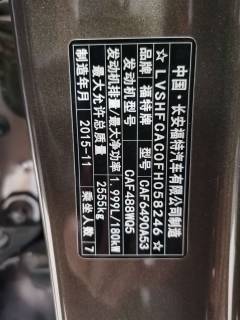 中国·长安福特汽车有限公司制造
★LVSHFCAC0FH058246★
品牌 福特牌 型号 CAF6490A53
发动机型号 CAF488WQ5
发动机排量/最大净功率 1.999L/180kW
最大允许总质量 2555kg
制造年月 2015-11 乘坐人数 7